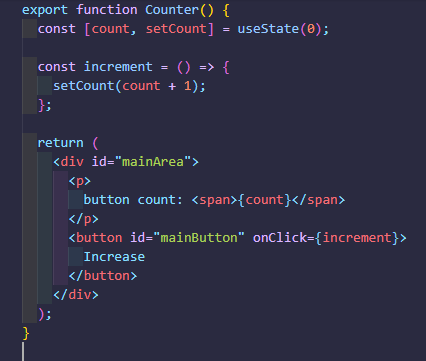 export function Counter() {
const [count, setCount] = useState(0);
const increment = () => {
setCount(count + 1);
};
return (
<div id="mainArea">
<p>
button count: <span>{count}</span>
</p>
<button id="mainButton" onClick={increment}>
Increase
</button>
</div>
);
}